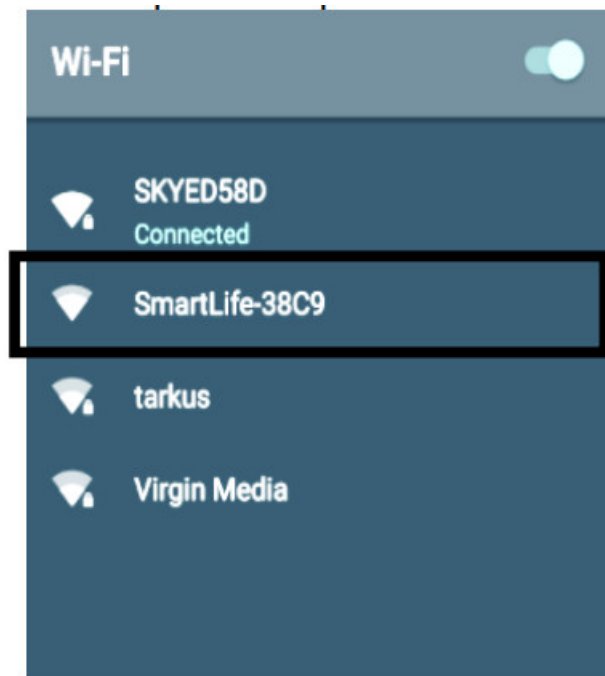 Wi-Fi
SKYED58D
Connected
SmartLife-38C9
tarkus
Virgin Media